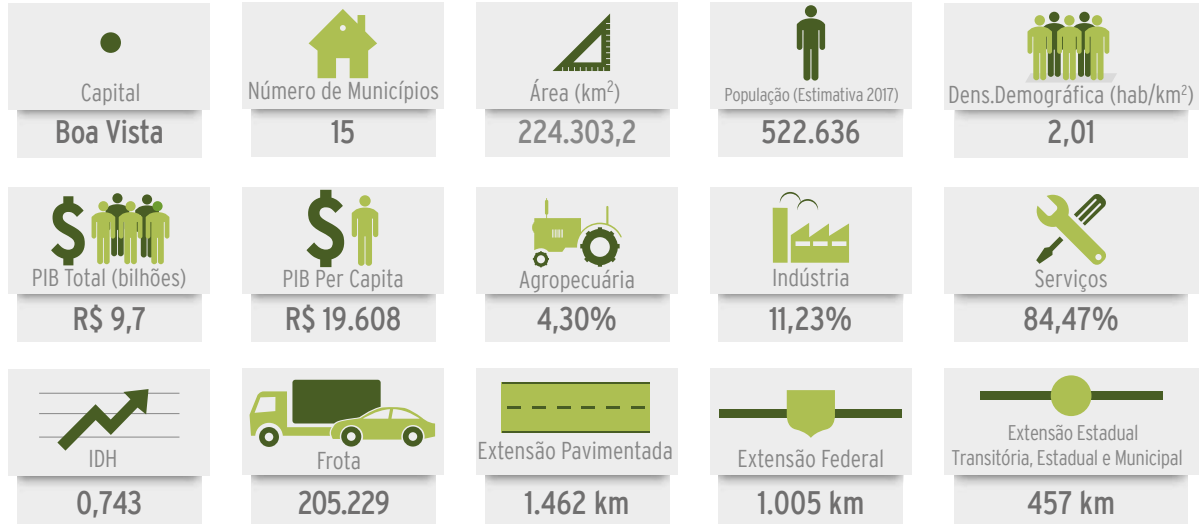 Capital
Boa Vista
Número de Municípios
15
Área (km²)
224.303,2
População (Estimativa 2017)
522.636
Dens.Demográfica (hab/km²)
2,01
PIB Total (bilhões)
R$ 9,7
PIB Per Capita
R$ 19.608
Agropecuária
4,30%
Indústria
11,23%
Serviços
84,47%
IDH
0,743
Frota
205.229
Extensão Pavimentada
1.462 km
Extensão Federal
1.005 km
Extensão Estadual
Transitória, Estadual e Municipal
457 km